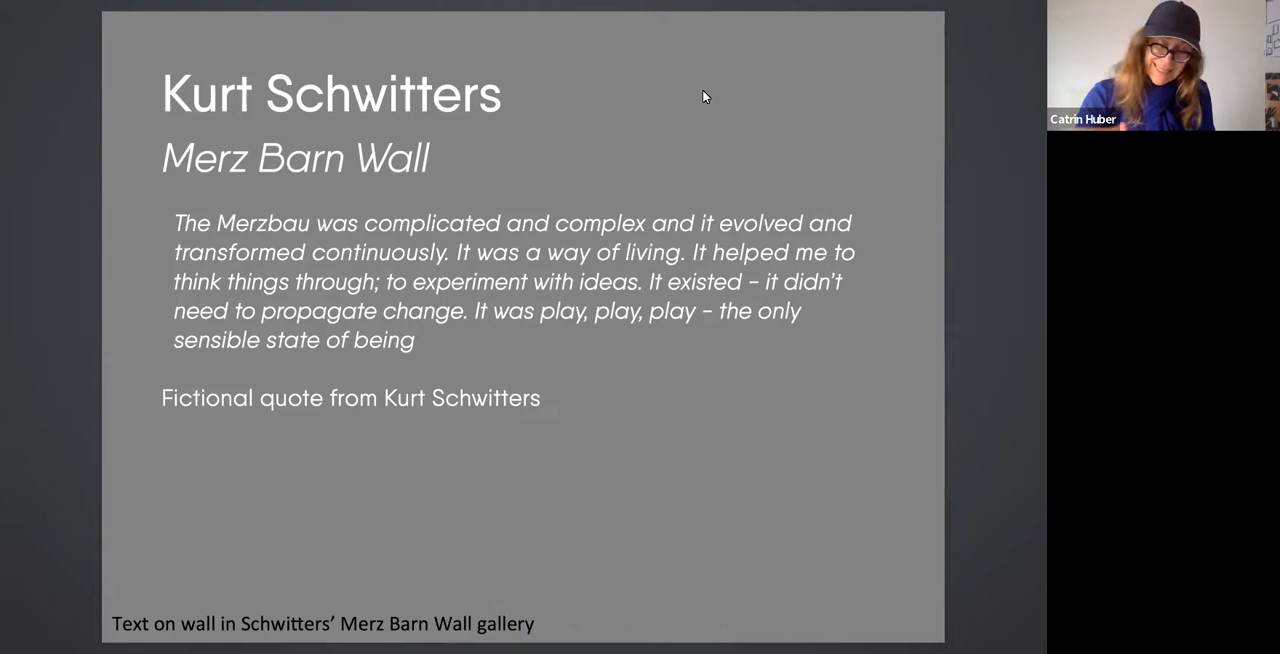 Kurt Schwitters
Merz Barn Wall
The Merzbau was complicated and complex and it evolved and
transformed continuously. It was a way of living. It helped me to
think things through; to experiment with ideas. It existed – it didn't
need to propagate change. It was play, play, play – the only
sensible state of being
Fictional quote from Kurt Schwitters
Text on wall in Schwitters’ Merz Barn Wall gallery
Catrin Huber